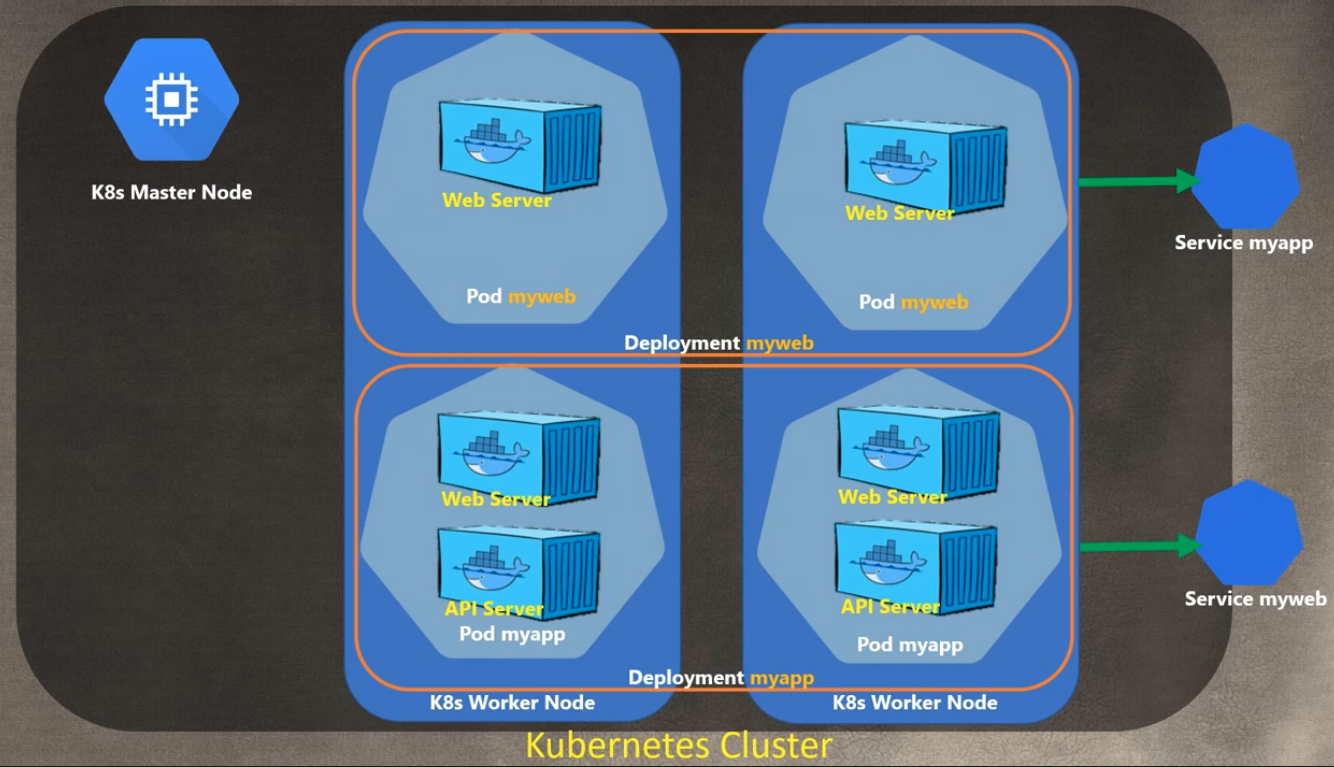 K8s Master Node
Web Server
Web Server
Pod myweb
Pod myweb
Deployment myweb
Service myapp
Web Server
Web Server
API Server
API Server
Pod myapp
Pod myapp
Deployment myapp
K8s Worker Node
K8s Worker Node
Service myweb
Kubernetes Cluster